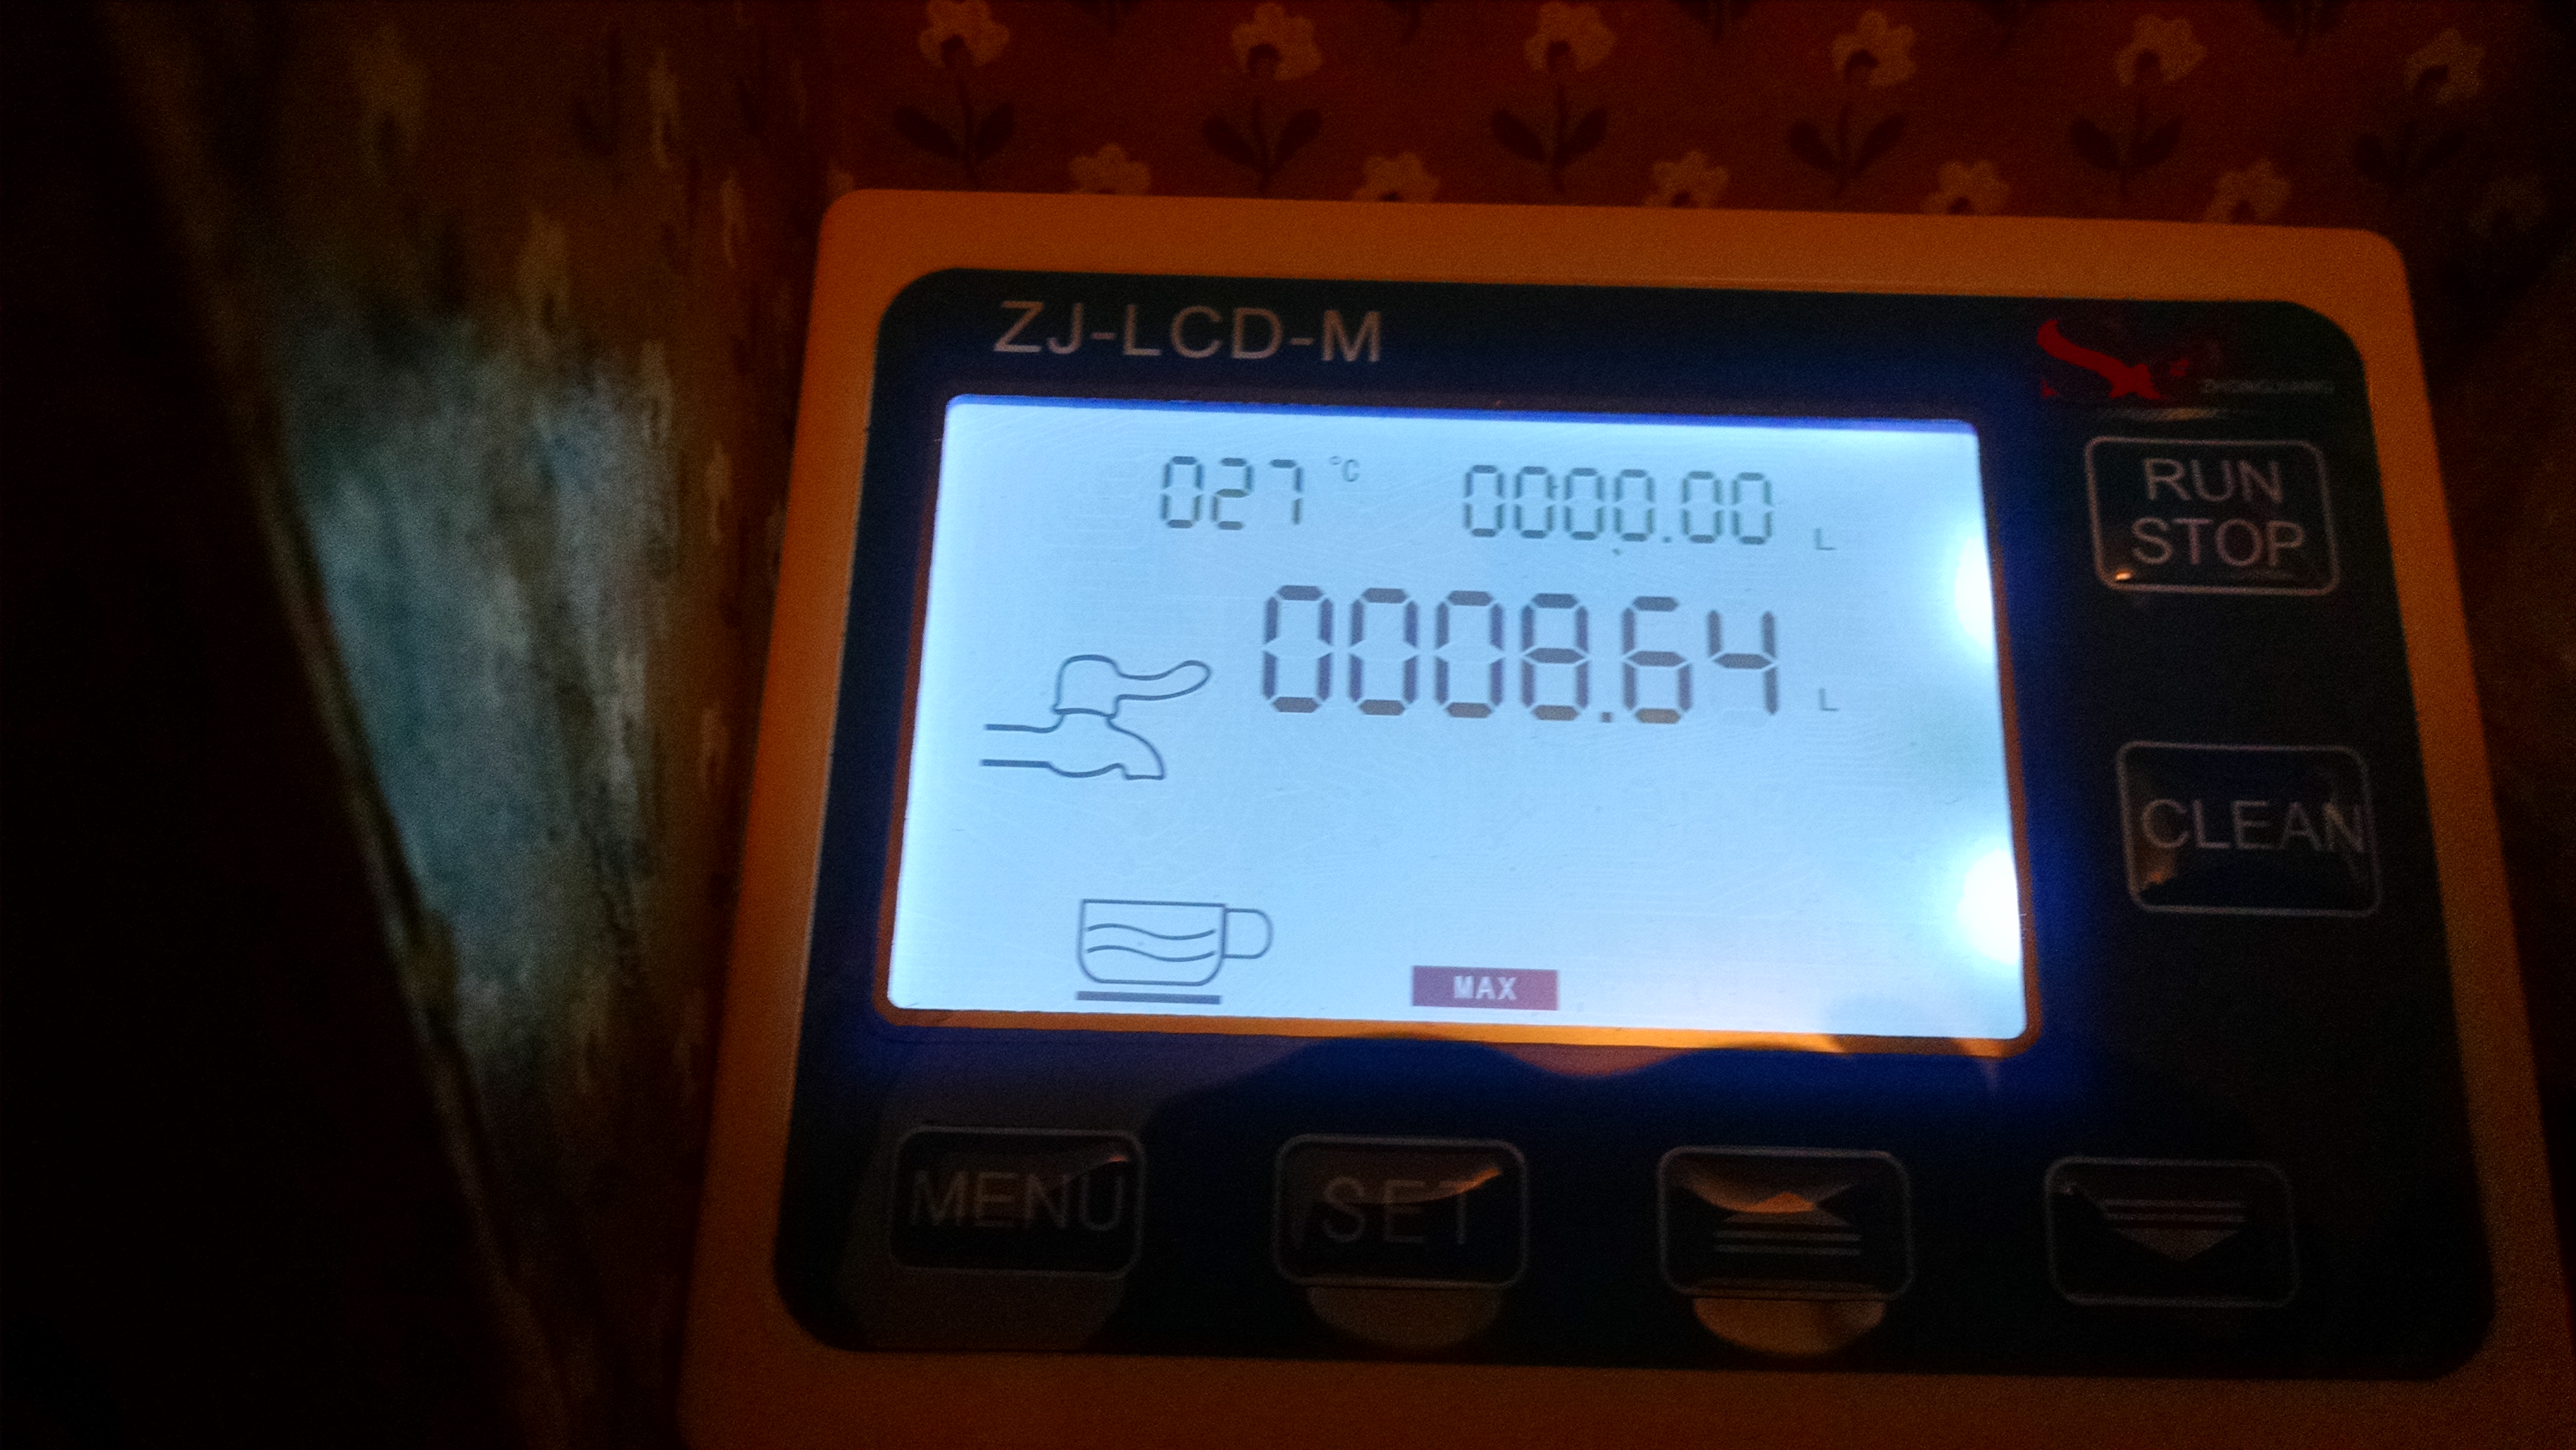 ZJ-LCD-M
027 °C 0000.00 L
0008.64 L
MAX
RUN
STOP
CLEAN
MENU
SET